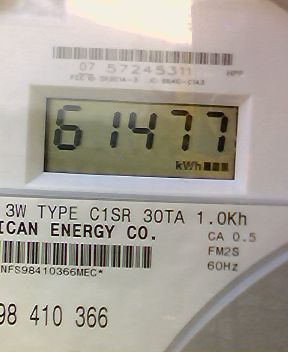 07 57245311 NPP
61477
kWh
3W TYPE C1SR 30TA 1.0Kh
ICAN ENERGY CO.
CA 0.5
FM2S
60Hz
NFS98410366MEC*
98 410 366